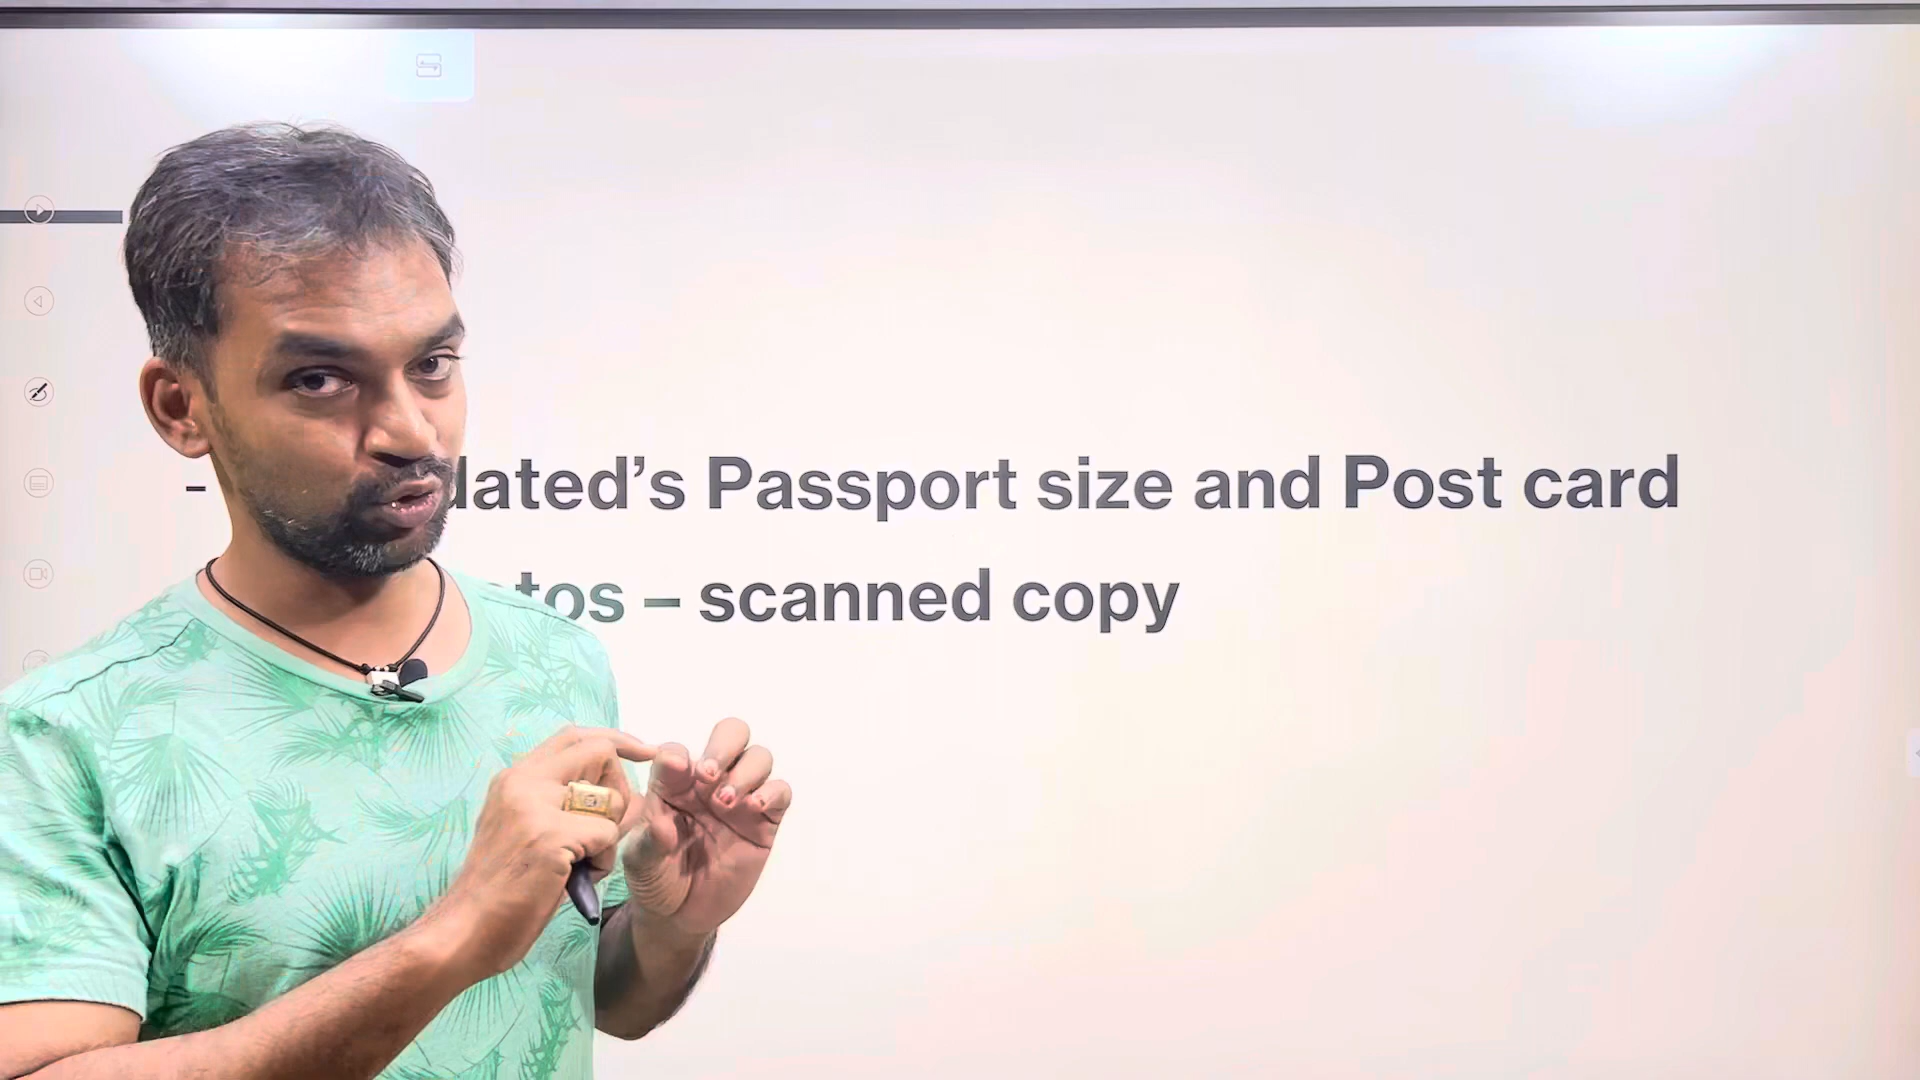 - dated’s Passport size and Post card
tos – scanned copy